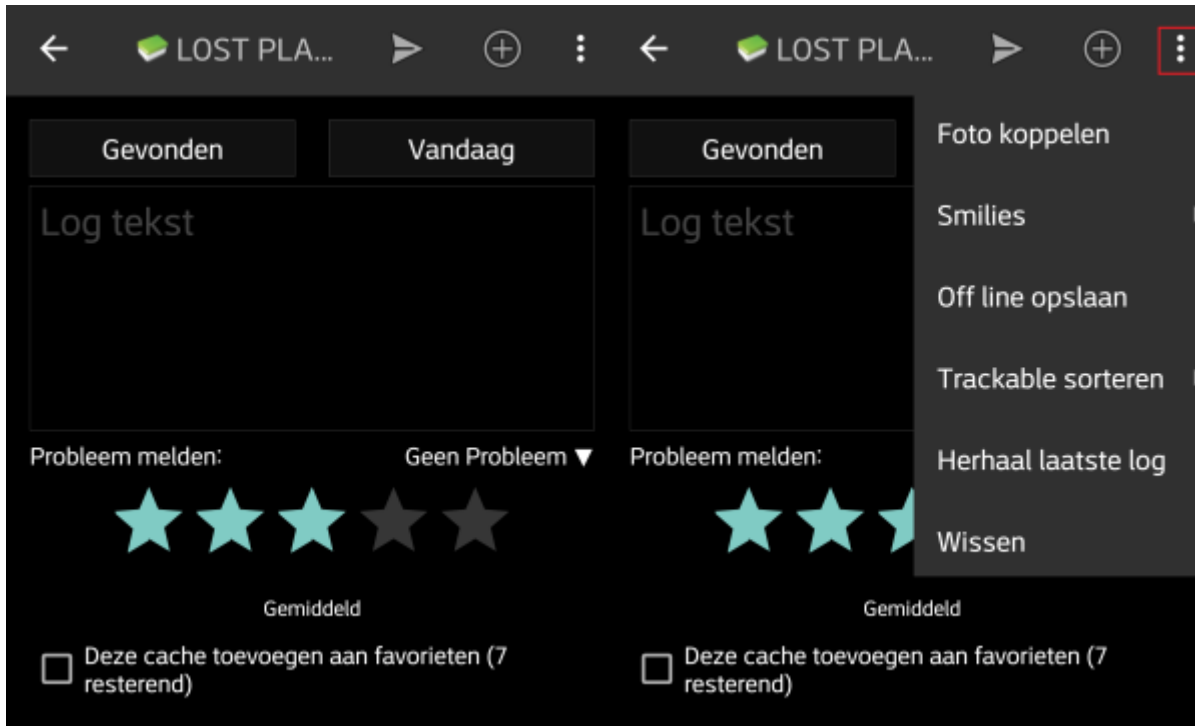 LOST PLA...
Gevonden
Vandaag
Log tekst
Probleem melden:
Geen Probleem ▼
Gemiddeld
Deze cache toevoegen aan favorieten (7
resterend)
LOST PLA...
Gevonden
Log tekst
Probleem melden:
Gemiddeld
Deze cache toevoegen aan favorieten (7
resterend)
Foto koppelen
Smilies
Off line opslaan
Trackable sorteren
Herhaal laatste log
Wissen